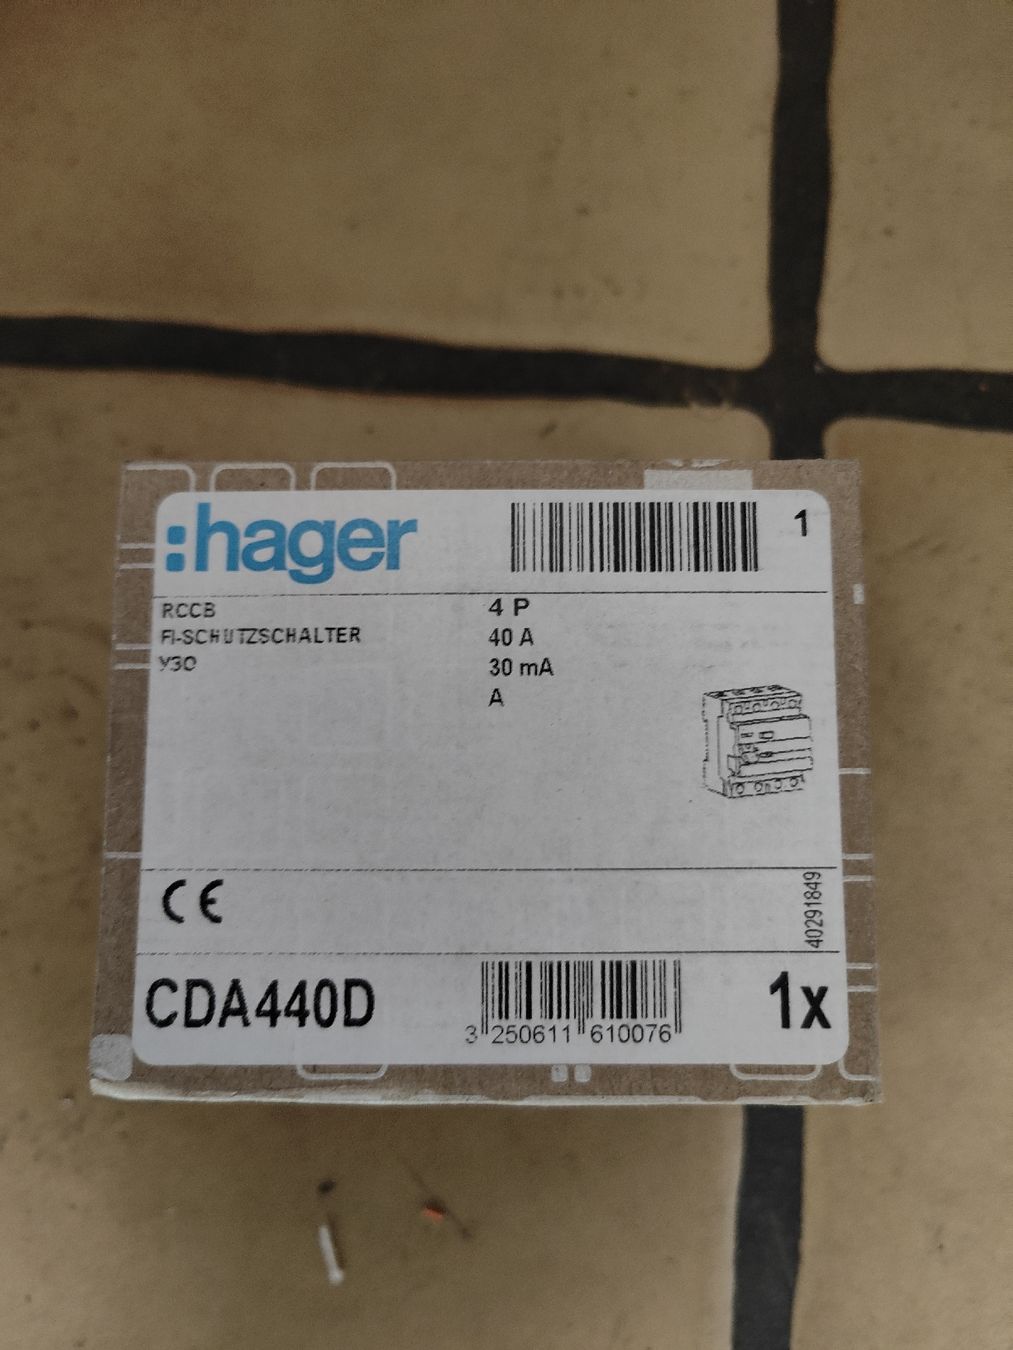 :hager
1
RCCB
4 P
FI-SCHUTZSCHALTER
40 A
УЗО
30 mA
A
CE
40291849
CDA440D
3 250611 610076
1x